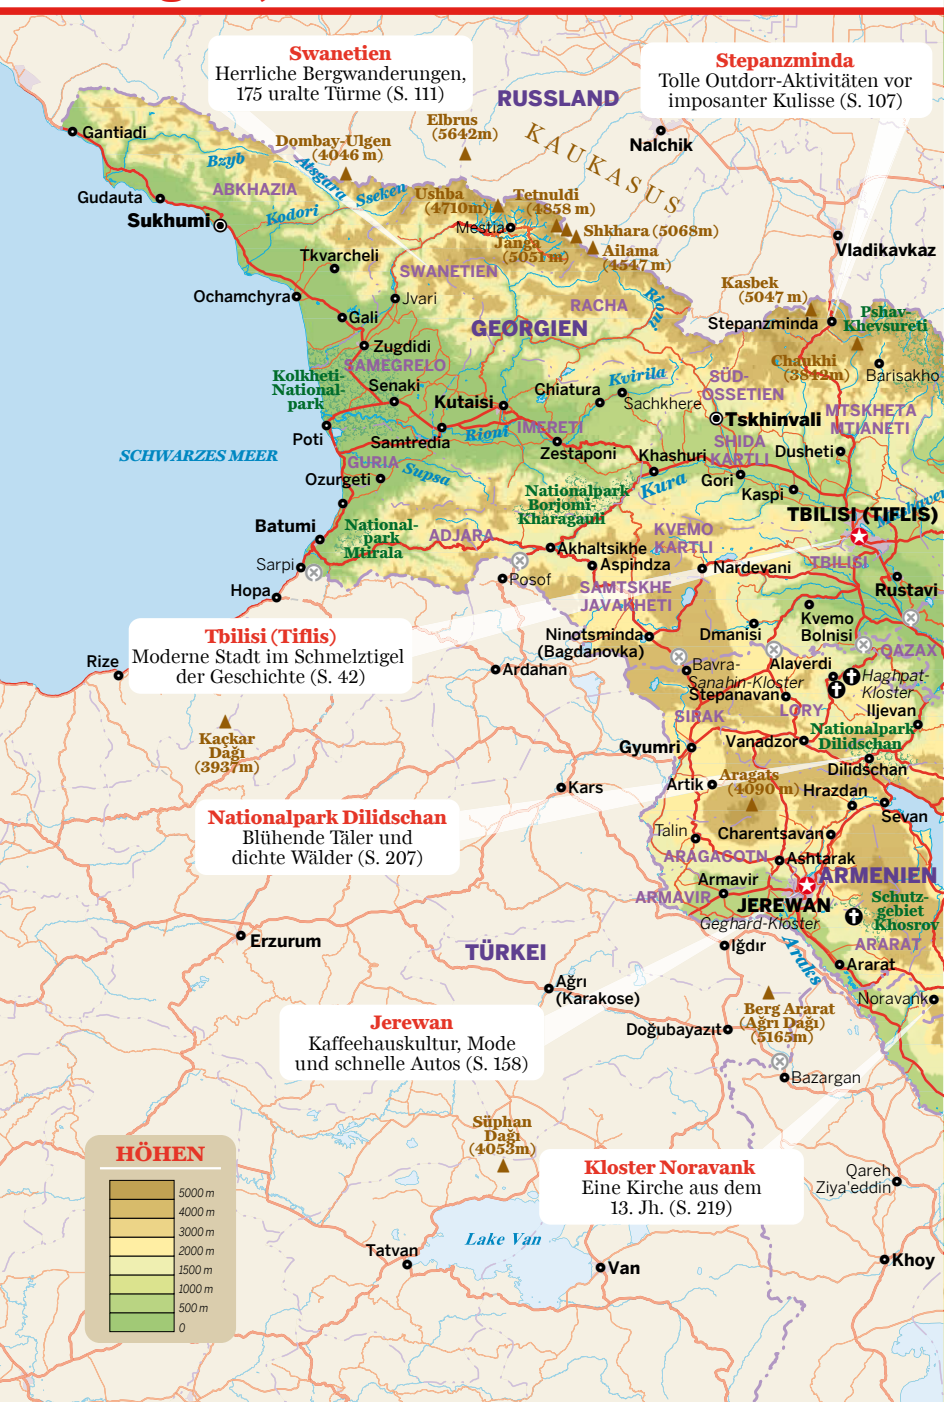 Swanetien
Herrliche Bergwanderungen,
175 uralte Türme (S. 111)
Stepanzminda
Tolle Outdorr-Aktivitäten vor
imposanter Kulisse (S. 107)
RUSSLAND
KAUKASUS
Elbrus
(5642m)
Dombay-Ulgen
(4046 m)
Nalchik
Gantiadi
Bzyb
Atsgara
Sseken
ABKHAZIA
Gudauta
Kodori
Sukhumi
Ushba
(4710m)
Tetnuldi
(4858 m)
Mestia
Shkhara (5068m)
Janga
(5051 m)
Ailama
(4547 m)
Vladikavkaz
Tkvarcheli
SWANETIEN
Kasbek
(5047 m)
Ochamchyra
Jvari
RACHA
Rioni
Gali
GEORGIEN
Stepanzminda
Pshav-
Khevsureti
Zugdidi
SAMEGRELO
Chaukhi
(3842m)
Barisakho
Kolkheti-
National-
park
Senaki
Kutaisi
Chiatura
Kvirila
Sachkhere
SÜD-
OSSETIEN
Tskhinvali
MTSKHETA
MTIANETI
Poti
Samtredia
Rioni
IMERETI
Zestaponi
SHIDA
KARTLI
Dusheti
SCHWARZES MEER
GURIA
Supsa
Khashuri
Ozurgeti
Gori
Kura
Kaspi
Nationalpark
Borjomi-
Kharagauli
TBILISI (TIFLIS)
Batumi
National-
park
Mtirala
ADJARA
KVEMO
KARTLI
Akhaltsikhe
TBILISI
Sarpi
Aspindza
Nardevani
Posof
Rustavi
Hopa
SAMTSKHE
JAVAKHETI
Kvemo
Bolnisi
Tbilisi (Tiflis)
Moderne Stadt im Schmelztigel
der Geschichte (S. 42)
Ninotsminda
(Bagdanovka)
Dmanisi
QAZAX
Rize
Ardahan
Bavra-
Alaverdi
Sanahin-Kloster
Haghpat-
Kloster
Stepanavan
SIRAK
LORY
Iljevan
Kaçkar
Dağı
(3937m)
Gyumri
Vanadzor
Nationalpark
Dilidschan
Dilidschan
Kars
Artik
Aragats
(4090 m)
Hrazdan
Sevan
Nationalpark Dilidschan
Blühende Täler und
dichte Wälder (S. 207)
Talin
Charentsavan
ARAGACOTN
Ashtarak
ARMENIEN
Armavir
ARMAVIR
JEREWAN
Schutz-
gebiet
Khosrov
Geghard-Kloster
Erzurum
TÜRKEI
Iğdır
Araks
ARARAT
Ararat
Ağrı
(Karakose)
Noravank
Jerewan
Kaffeehauskultur, Mode
und schnelle Autos (S. 158)
Berg Ararat
(Ağrı Dağı)
(5165m)
Doğubayazıt
Bazargan
Süphan
Dağı
(4053m)
HÖHEN
5000 m
4000 m
3000 m
2000 m
1500 m
1000 m
500 m
0
Kloster Noravank
Eine Kirche aus dem
13. Jh. (S. 219)
Qareh
Ziya'eddin
Tatvan
Lake Van
Van
Khoy